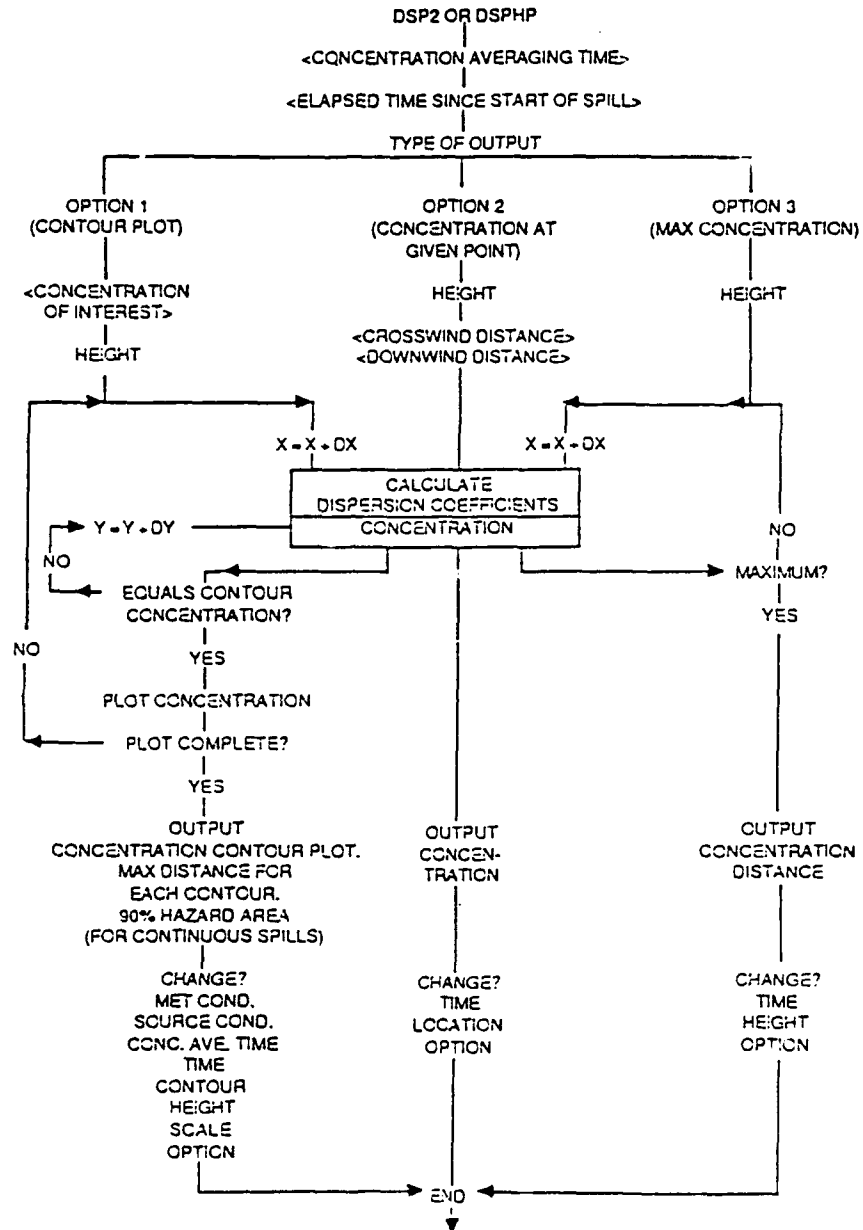 DSP2 OR DSPHP
<CONCENTRATION AVERAGING TIME>
<ELAPSED TIME SINCE START OF SPILL>
TYPE OF OUTPUT
OPTION 1
(CONTOUR PLOT)
<CONCENTRATION
OF INTEREST>
HEIGHT
OPTION 2
(CONCENTRATION AT
GIVEN POINT)
HEIGHT
<CROSSWIND DISTANCE>
<DOWNWIND DISTANCE>
OPTION 3
(MAX CONCENTRATION)
HEIGHT
X = X + DX
X = X + DX
CALCULATE
DISPERSION COEFFICIENTS
CONCENTRATION
Y = Y + DY
NO
EQUALS CONTOUR
CONCENTRATION?
NO
YES
PLOT CONCENTRATION
PLOT COMPLETE?
YES
NO
MAXIMUM?
YES
OUTPUT
CONCENTRATION CONTOUR PLOT.
MAX DISTANCE FOR
EACH CONTOUR.
90% HAZARD AREA
(FOR CONTINUOUS SPILLS)
OUTPUT
CONCEN-
TRATION
OUTPUT
CONCENTRATION
DISTANCE
CHANGE?
MET COND.
SOURCE COND.
CONC. AVE. TIME
TIME
CONTOUR
HEIGHT
SCALE
OPTION
CHANGE?
TIME
LOCATION
OPTION
CHANGE?
TIME
HEIGHT
OPTION
END